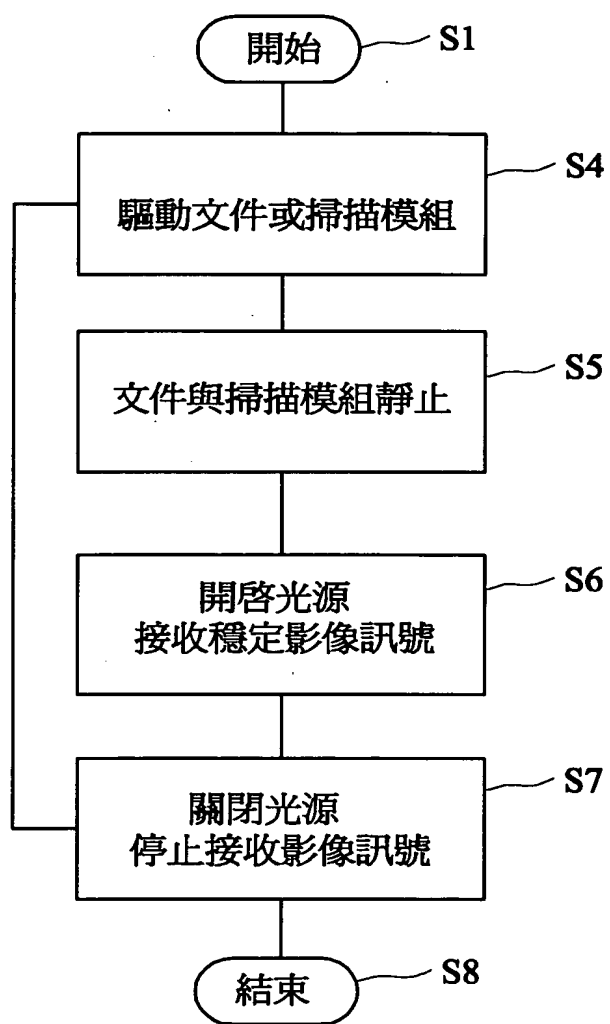 開始
S1
S4
驅動文件或掃描模組
S5
文件與掃描模組靜止
S6
開啓光源
接收穩定影像訊號
S7
關閉光源
停止接收影像訊號
結束
S8